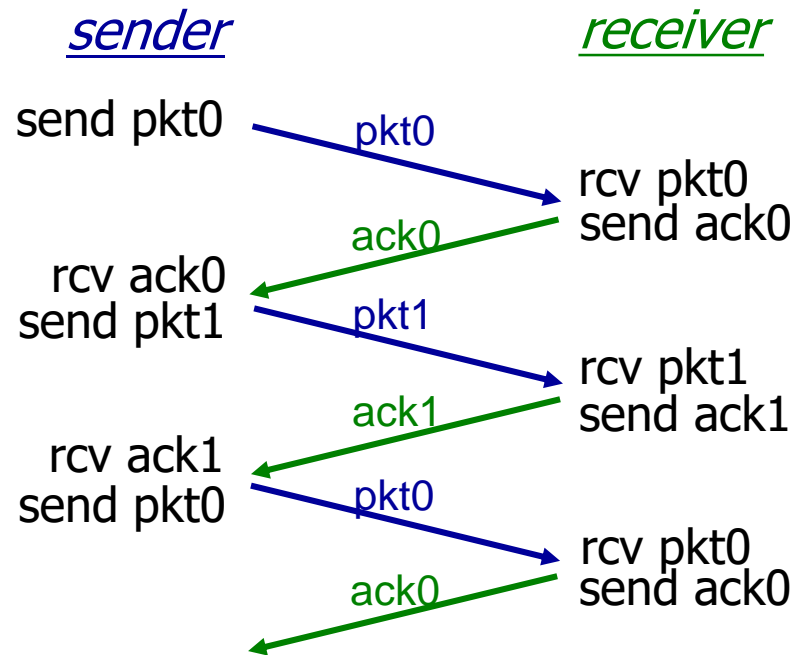 sender
receiver
send pkt0
pkt0
rcv pkt0
send ack0
ack0
rcv ack0
send pkt1
pkt1
rcv pkt1
send ack1
ack1
rcv ack1
send pkt0
pkt0
rcv pkt0
send ack0
ack0